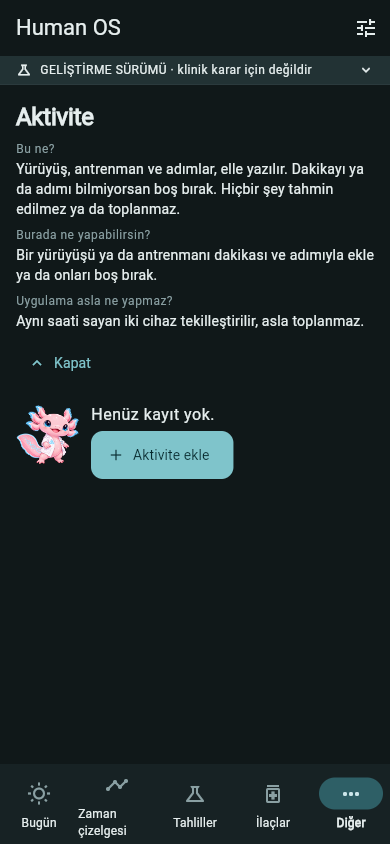 Human OS
GELİŞTİRME SÜRÜMÜ · klinik karar için değildir
Aktivite
Bu ne?
Yürüyüş, antrenman ve adımlar, elle yazılır. Dakikayı ya
da adımı bilmiyorsan boş bırak. Hiçbir şey tahmin
edilmez ya da toplanmaz.
Burada ne yapabilirsin?
Bir yürüyüşü ya da antrenmanı dakikası ve adımıyla ekle
ya da onları boş bırak.
Uygulama asla ne yapmaz?
Aynı saati sayan iki cihaz tekilleştirilir, asla toplanmaz.
Kapat
Henüz kayıt yok.
+ Aktivite ekle
Bugün
Zaman
çizelgesi
Tahliller
İlaçlar
Diğer